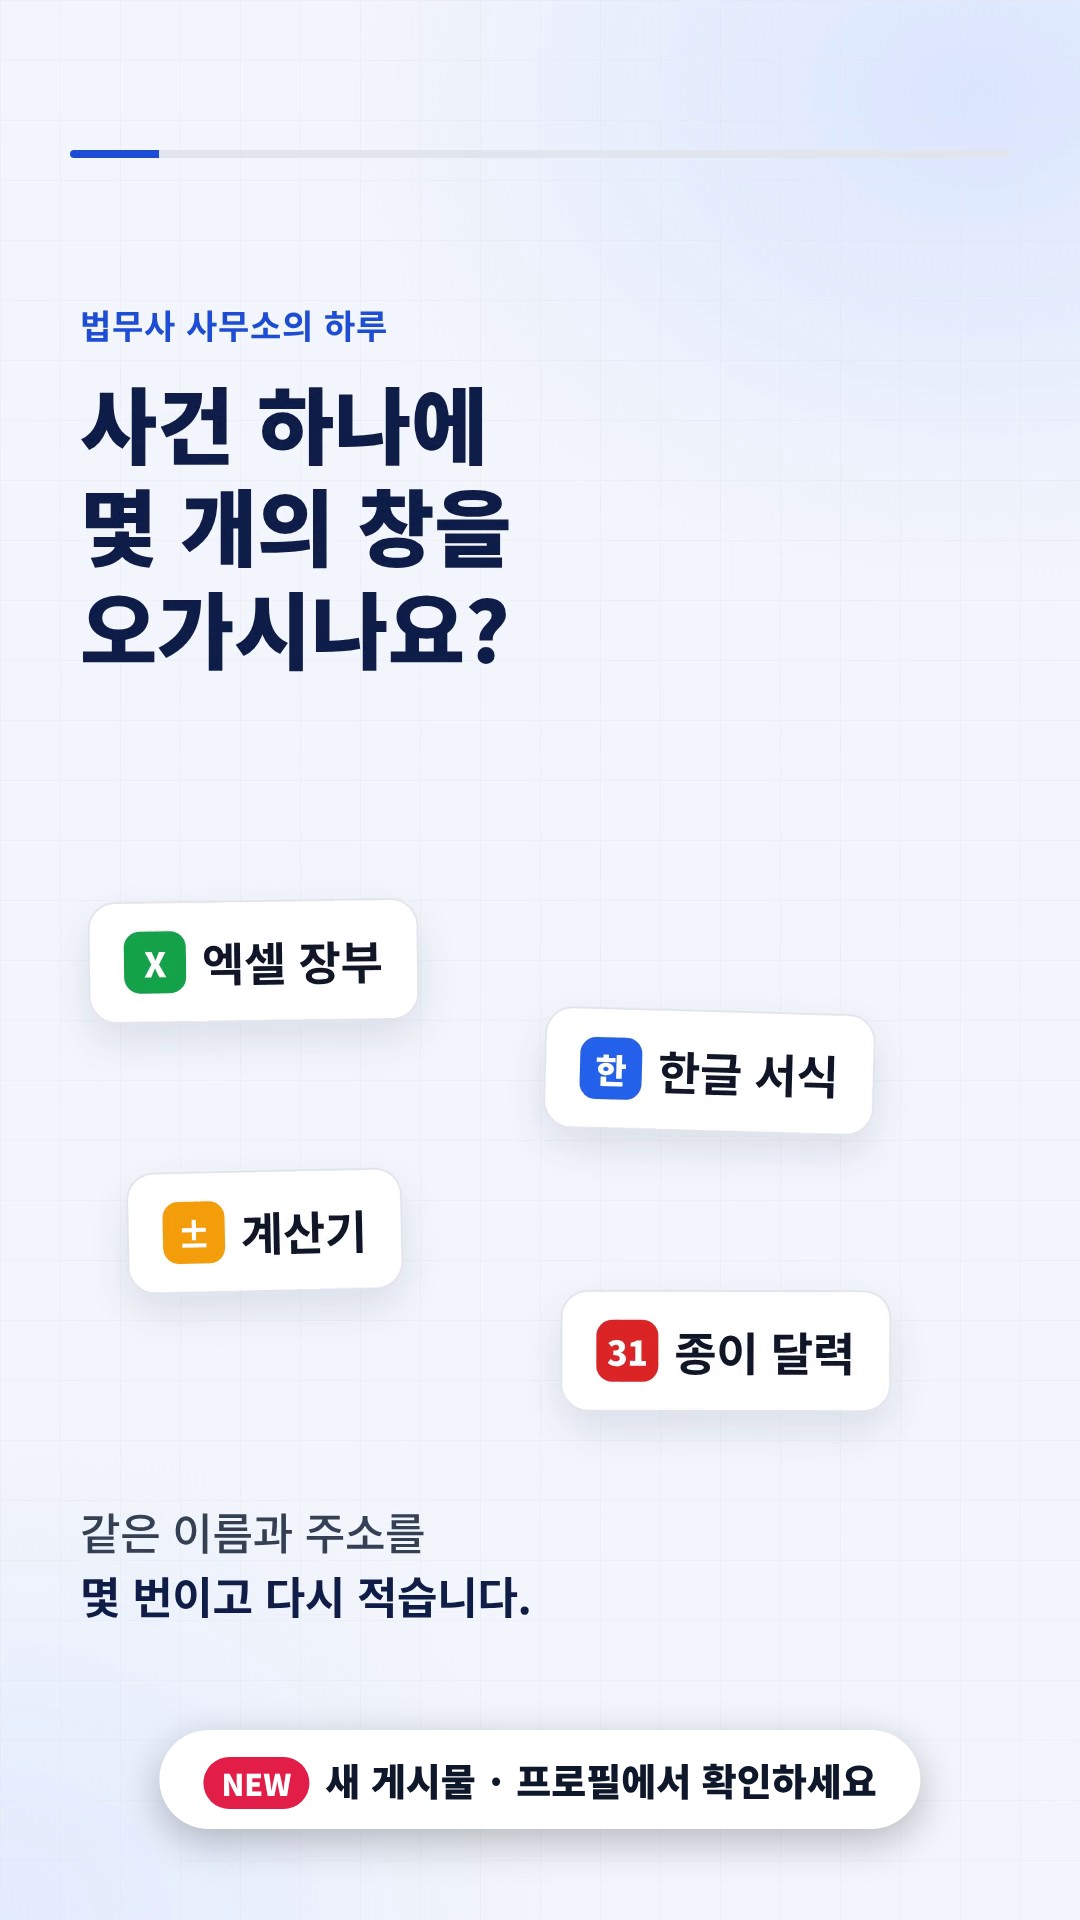 법무사 사무소의 하루
사건 하나에
몇 개의 창을
오가시나요?
X 엑셀 장부
한 한글 서식
± 계산기
31 종이 달력
같은 이름과 주소를
몇 번이고 다시 적습니다.
NEW 새 게시물 · 프로필에서 확인하세요